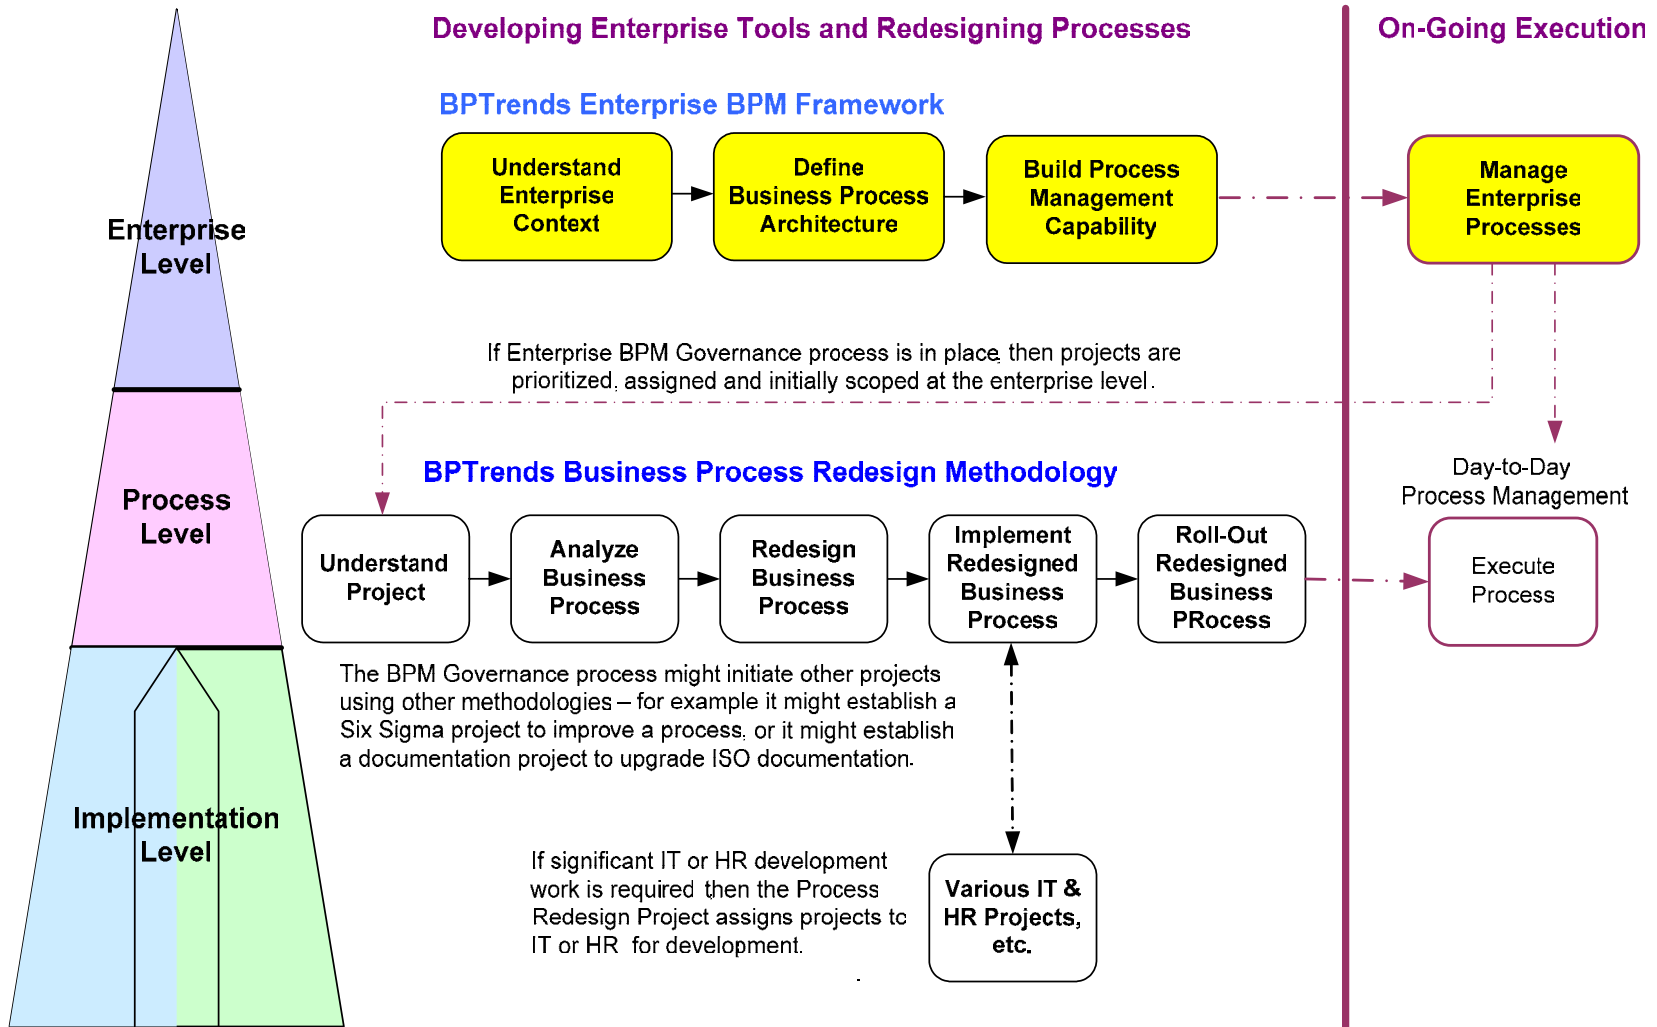 Developing Enterprise Tools and Redesigning Processes
On-Going Execution
BPTrends Enterprise BPM Framework
Understand
Enterprise
Context
Define
Business Process
Architecture
Build Process
Management
Capability
Manage
Enterprise
Processes
Enterprise
Level
If Enterprise BPM Governance process is in place, then projects are
prioritized, assigned and initially scoped at the enterprise level.
BPTrends Business Process Redesign Methodology
Day-to-Day
Process Management
Process
Level
Understand
Project
Analyze
Business
Process
Redesign
Business
Process
Implement
Redesigned
Business
Process
Roll-Out
Redesigned
Business
PRocess
Execute
Process
The BPM Governance process might initiate other projects
using other methodologies – for example it might establish a
Six Sigma project to improve a process, or it might establish
a documentation project to upgrade ISO documentation.
Implementation
Level
If significant IT or HR development
work is required, then the Process
Redesign Project assigns projects to
IT or HR for development.
Various IT &
HR Projects,
etc.
.